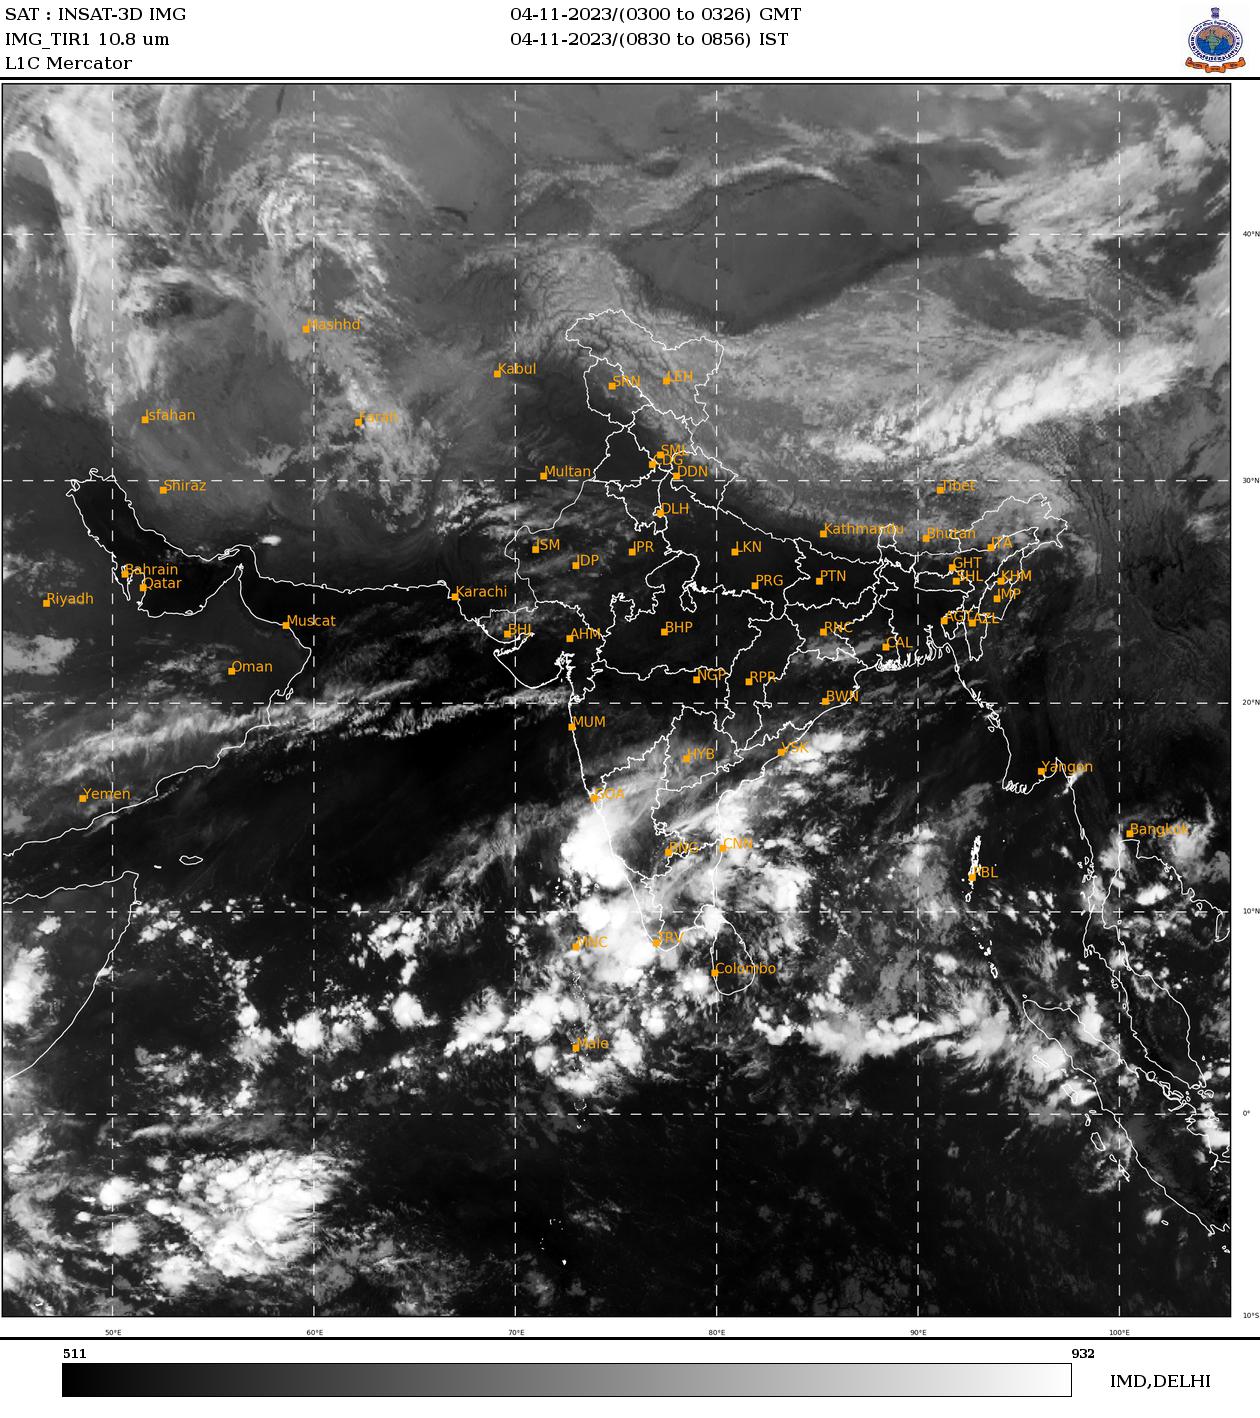 SAT : INSAT-3D IMG
IMG_TIR1 10.8 um
L1C Mercator
04-11-2023/(0300 to 0326) GMT
04-11-2023/(0830 to 0856) IST
40°N
Mashhd
Kabul
SRN
LEH
Isfahan
Farah
SML
CDG
Multan
DDN
30°N
Shiraz
Tibet
DLH
Kathmandu
Bhutan
JSM
JPR
LKN
ITA
JDP
GHT
Bahrain
Qatar
PRG
PTN
SHL
KHM
Karachi
Riyadh
IMP
Muscat
BHJ
AHM
BHP
RNC
AGT
AZL
CAL
Oman
NGP
RPR
BWN
20°N
MUM
HYB
VSK
Yangon
Yemen
GOA
Bangkok
BNG
CNN
PBL
10°N
MNC
TRV
Colombo
Male
0°
10°S
50°E
60°E
70°E
80°E
90°E
100°E
511
932
IMD,DELHI